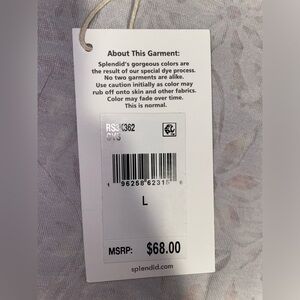 About This Garment:
Splendid's gorgeous colors are
the result of our special dye process.
No two garments are alike.
Use caution initially as color may
rub off onto skin and other fabrics.
Color may fade over time.
This is normal.
L
MSRP: $68.00
splendid.com